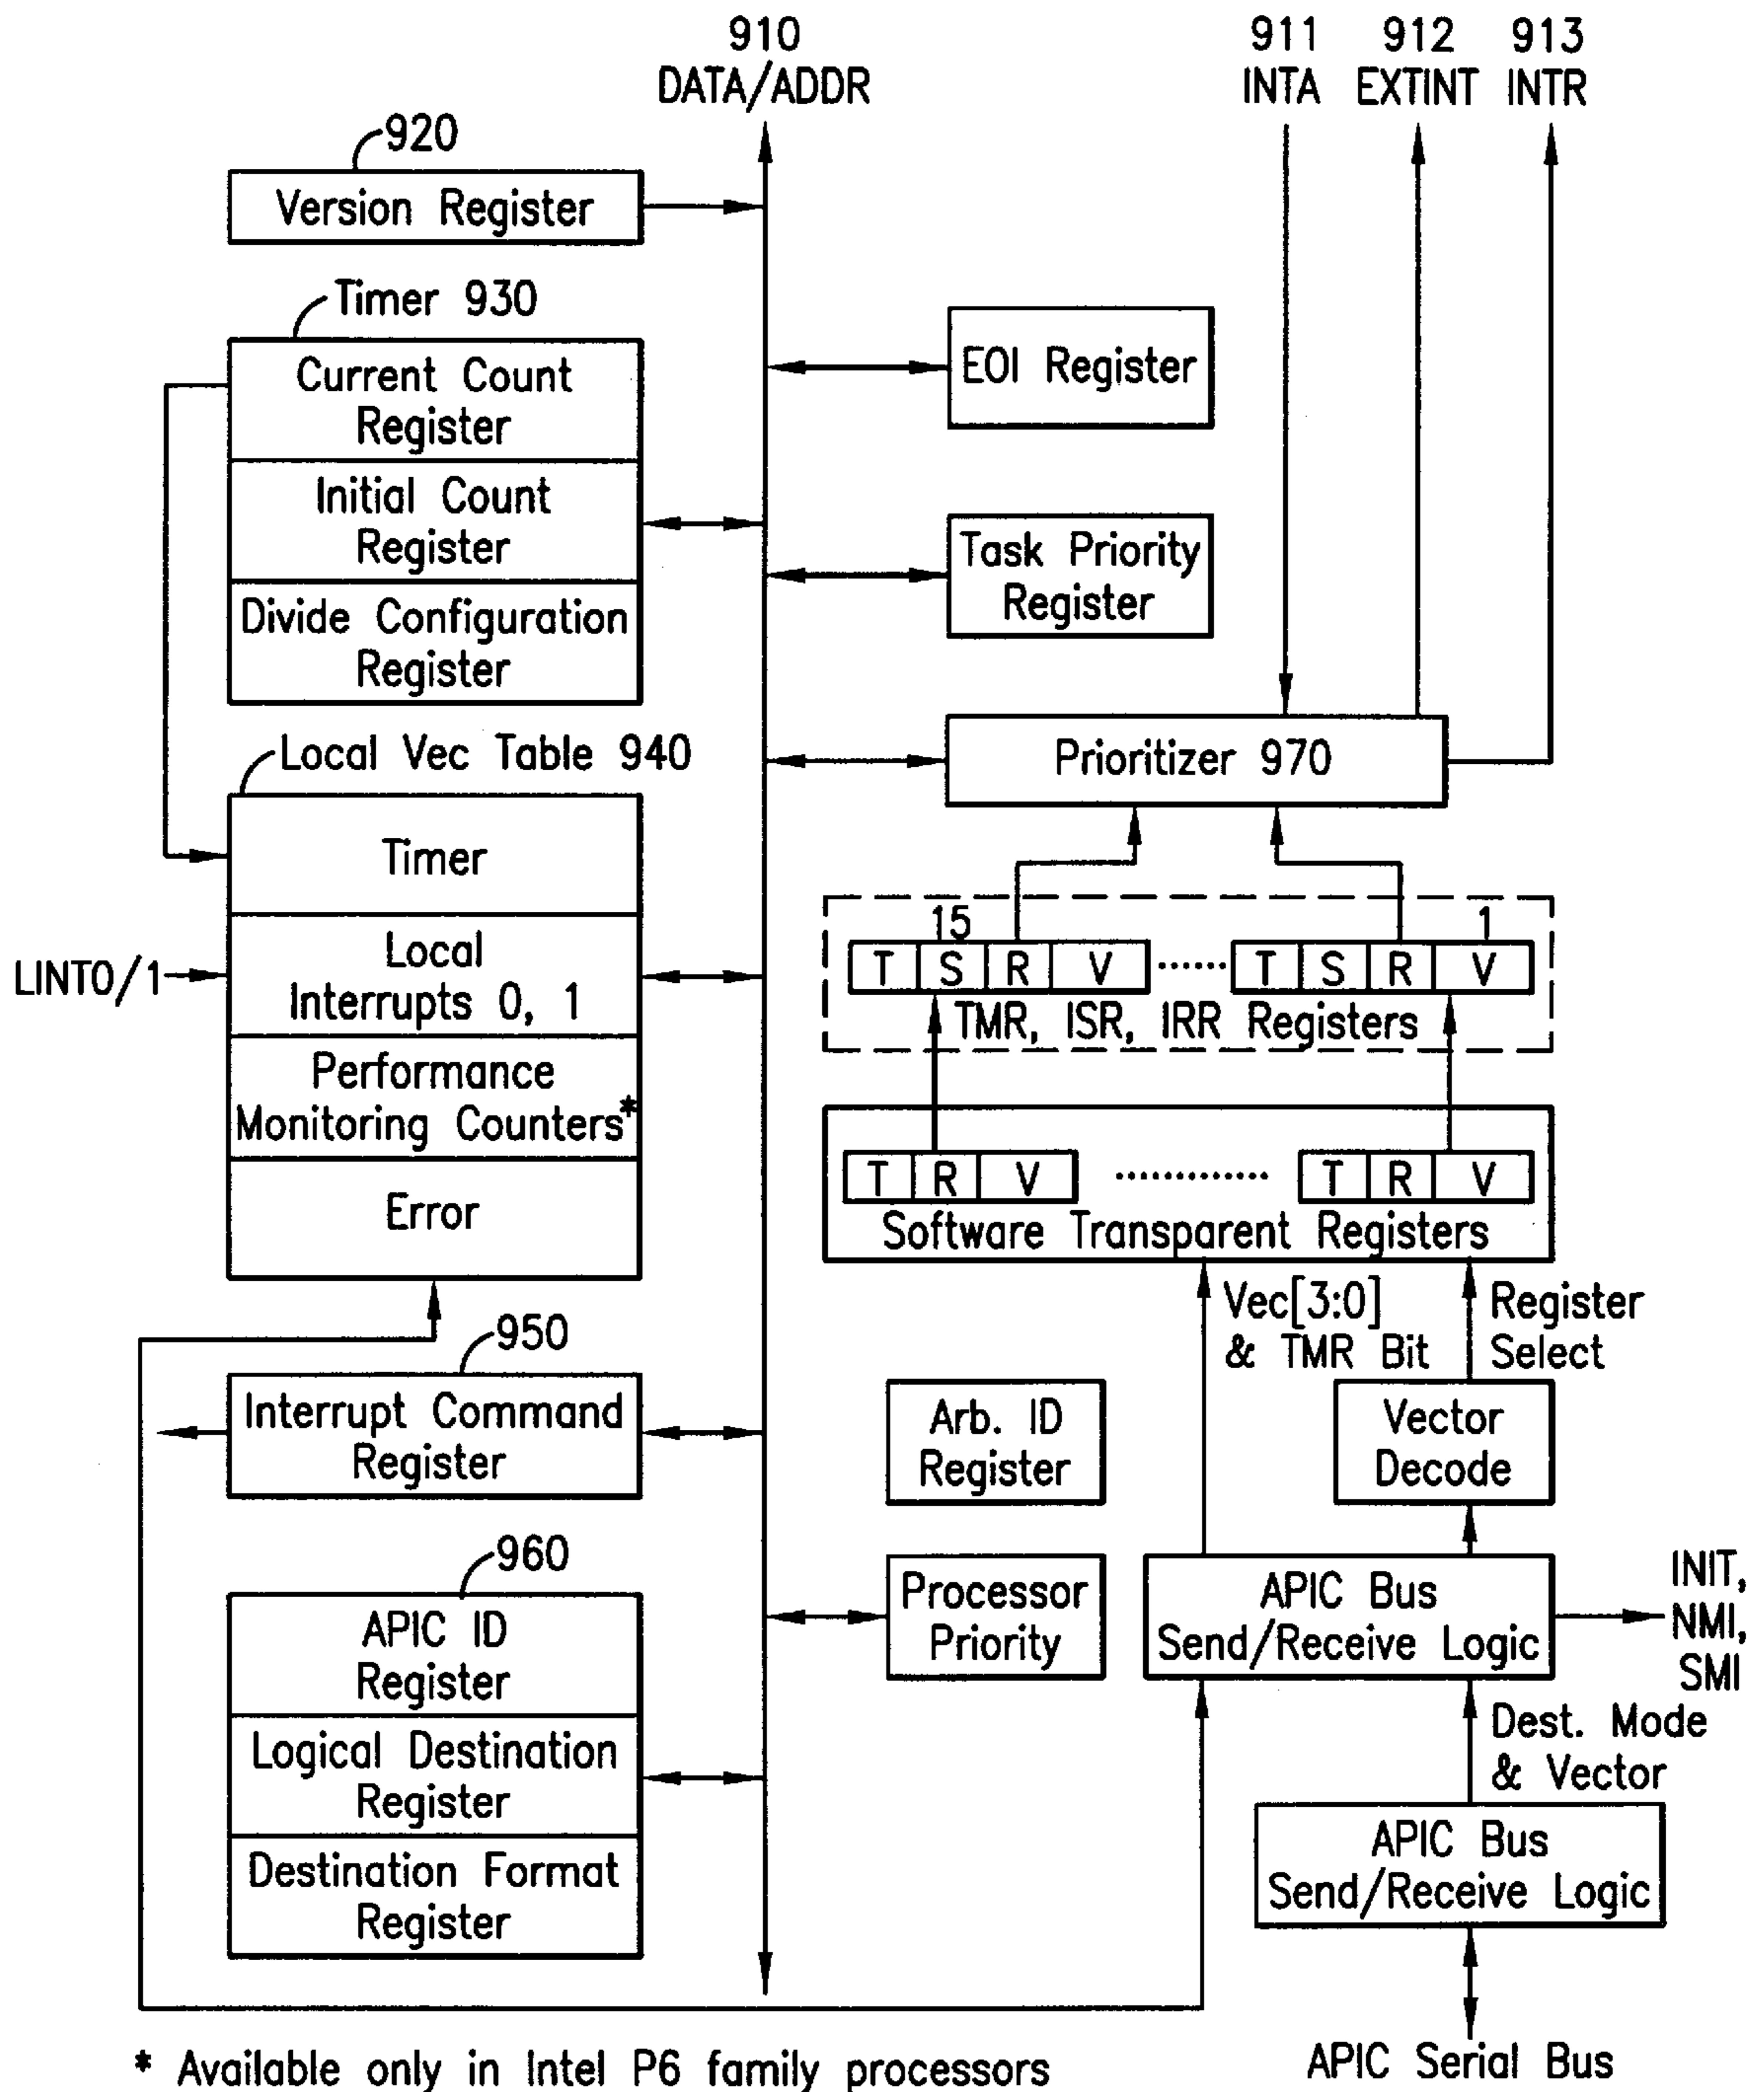 910
DATA/ADDR
911
INTA
912
EXTINT
913
INTR
920
Version Register
Timer 930
Current Count
Register
Initial Count
Register
Divide Configuration
Register
EOI Register
Task Priority
Register
Prioritizer 970
Local Vec Table 940
Timer
LINT0/1
Local
Interrupts 0, 1
Performance
Monitoring Counters*
Error
15
1
T S R V ...... T S R V
TMR, ISR, IRR Registers
T R V ............. T R V
Software Transparent Registers
Vec[3:0]
& TMR Bit
Register
Select
950
Interrupt Command
Register
Arb. ID
Register
Vector
Decode
960
APIC ID
Register
Logical Destination
Register
Destination Format
Register
Processor
Priority
APIC Bus
Send/Receive Logic
INIT,
NMI,
SMI
Dest. Mode
& Vector
APIC Bus
Send/Receive Logic
APIC Serial Bus
* Available only in Intel P6 family processors